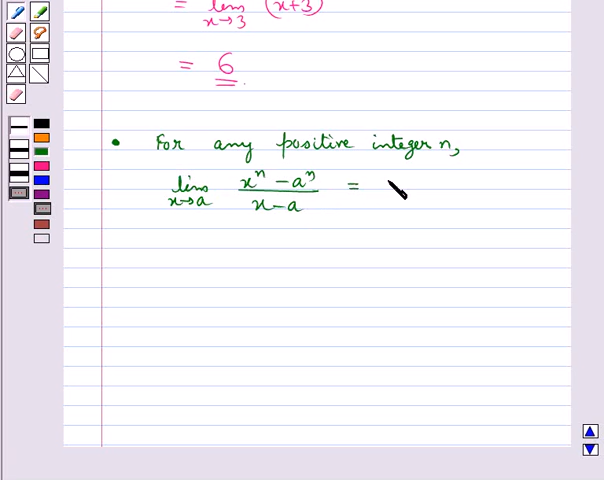 = lim x→3 (x+3)
= 6
• For any positive integer n,
lim x→a (xⁿ − aⁿ)/(x − a) =